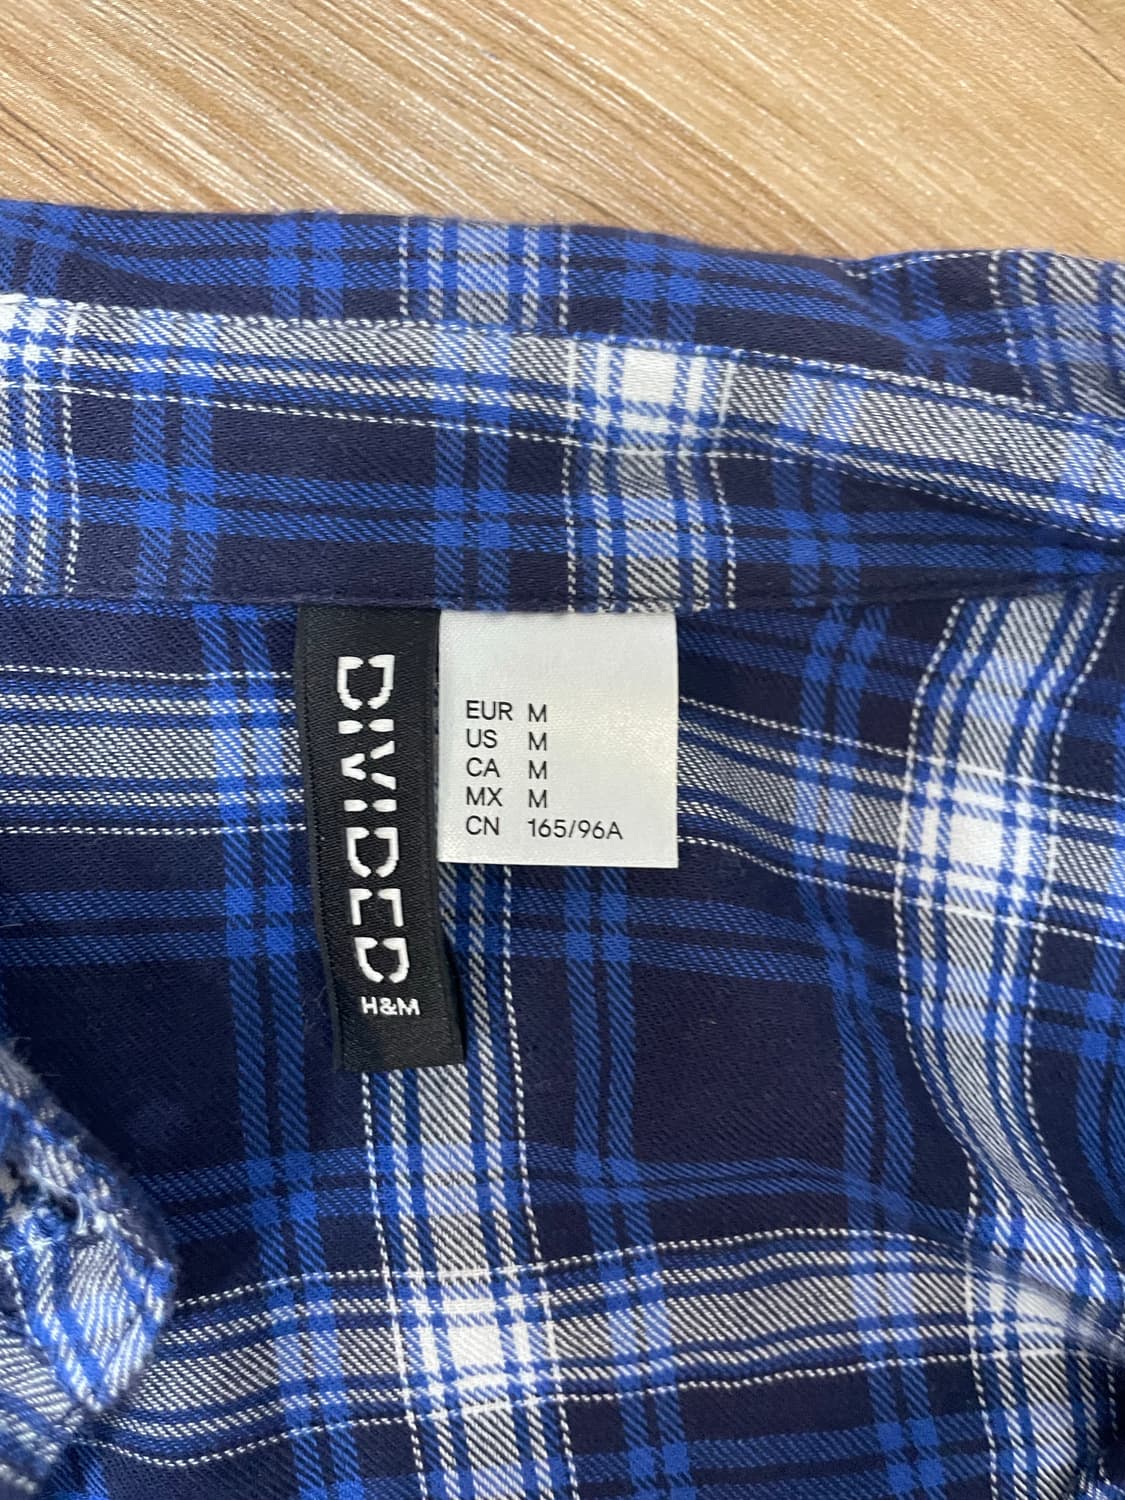 DIVIDED
H&M
EUR M
US M
CA M
MX M
CN 165/96A